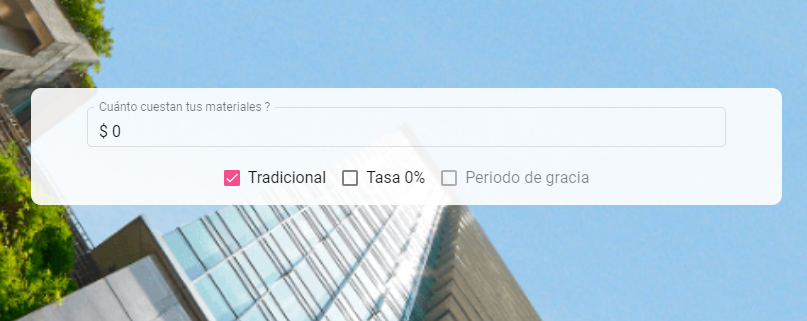 Cuánto cuestan tus materiales ?
$ 0
Tradicional Tasa 0% Periodo de gracia